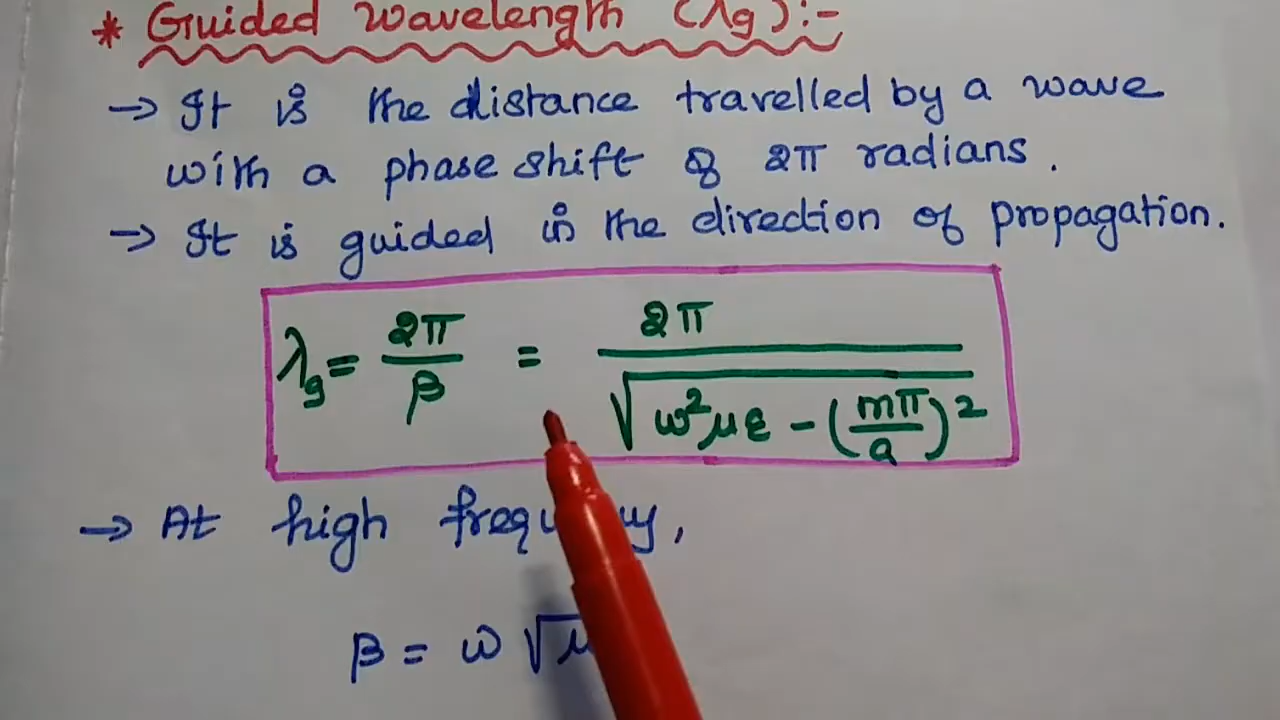 * Guided wavelength (λg):-
→ It is the distance travelled by a wave
with a phase shift of 2π radians.
→ It is guided in the direction of propagation.
λg = 2π/β = 2π/√(ω²με - (mπ/a)²)
→ At high
β = ω √μ